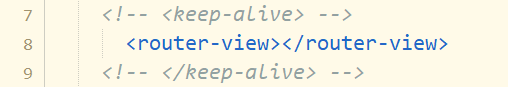 7 <!-- <keep-alive> -->
8 <router-view></router-view>
9 <!-- </keep-alive> -->